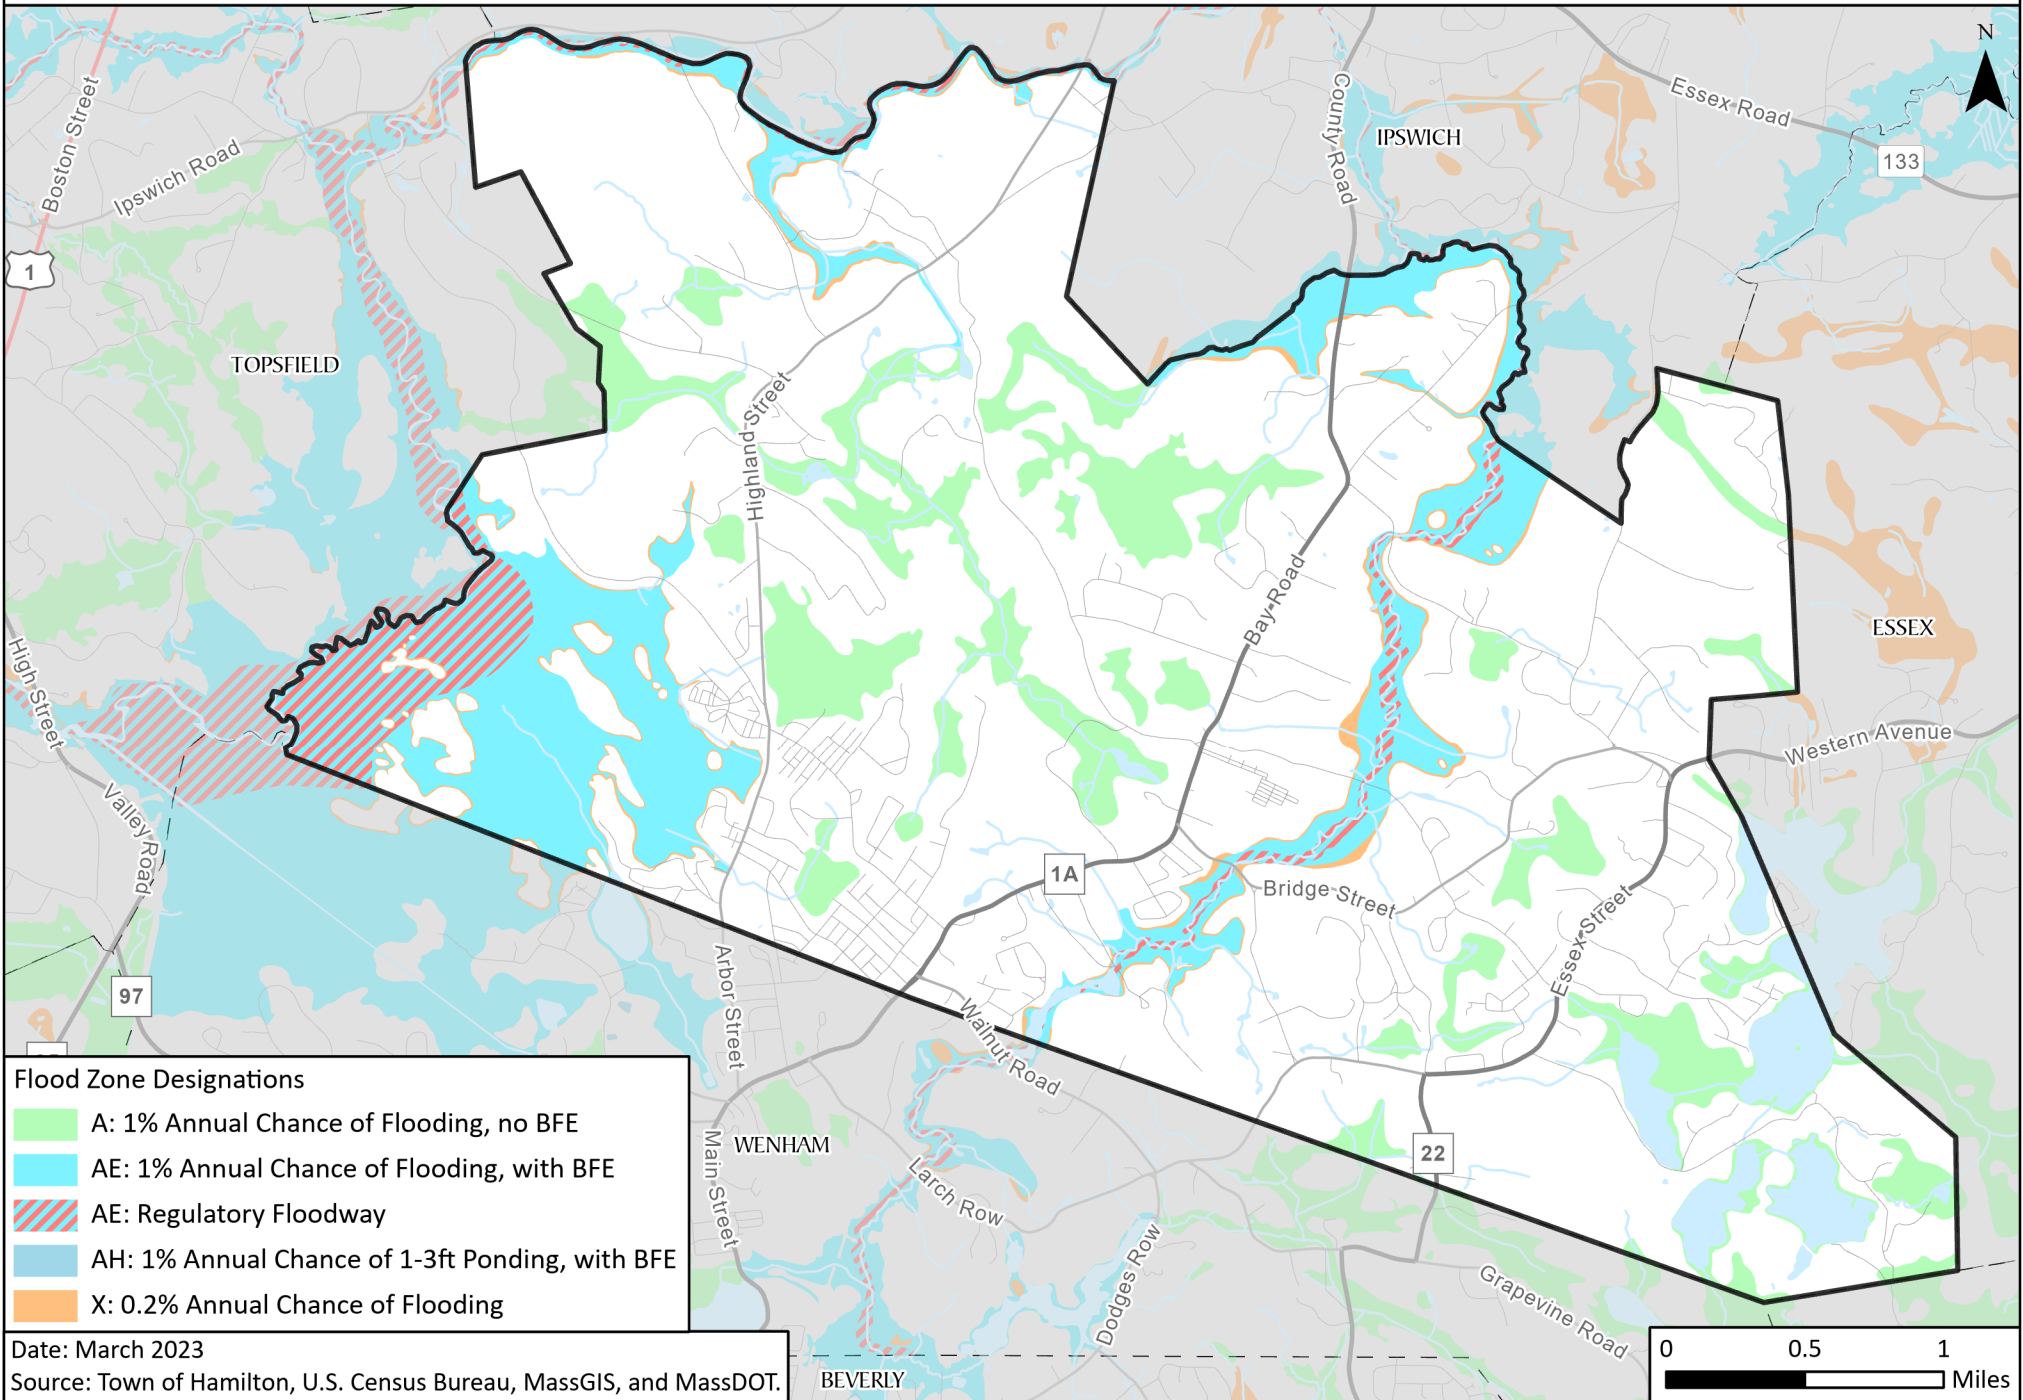 N
Essex Road
133
IPSWICH
County Road
Boston Street
Ipswich Road
1
TOPSFIELD
Highland Street
Bay Road
ESSEX
Western Avenue
High Street
Valley Road
97
1A
Bridge Street
Essex Street
Arbor Street
Walnut Road
WENHAM
Main Street
Larch Row
22
Dodges Row
Grapevine Road
BEVERLY
Flood Zone Designations
A: 1% Annual Chance of Flooding, no BFE
AE: 1% Annual Chance of Flooding, with BFE
AE: Regulatory Floodway
AH: 1% Annual Chance of 1-3ft Ponding, with BFE
X: 0.2% Annual Chance of Flooding
Date: March 2023
Source: Town of Hamilton, U.S. Census Bureau, MassGIS, and MassDOT.
0 0.5 1
Miles